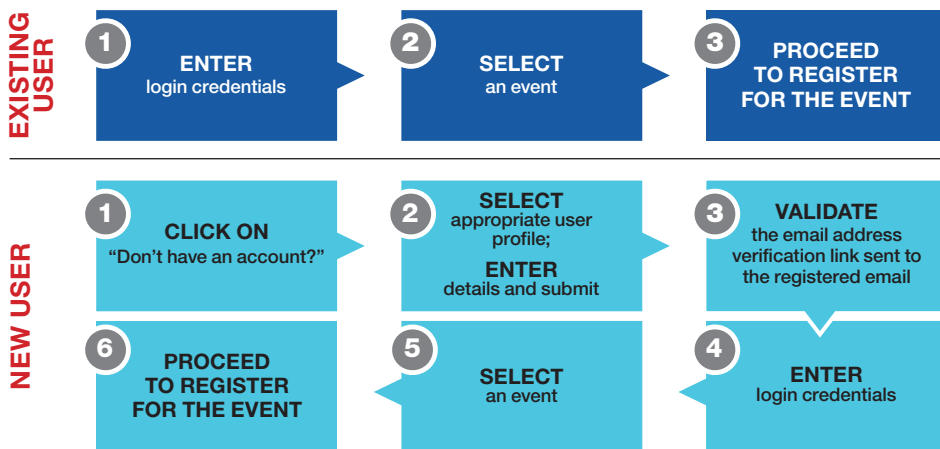 EXISTING
USER
1
ENTER
login credentials
2
SELECT
an event
3
PROCEED
TO REGISTER
FOR THE EVENT
NEW USER
1
CLICK ON
“Don’t have an account?”
2
SELECT
appropriate user
profile;
ENTER
details and submit
3
VALIDATE
the email address
verification link sent to
the registered email
4
ENTER
login credentials
5
SELECT
an event
6
PROCEED
TO REGISTER
FOR THE EVENT